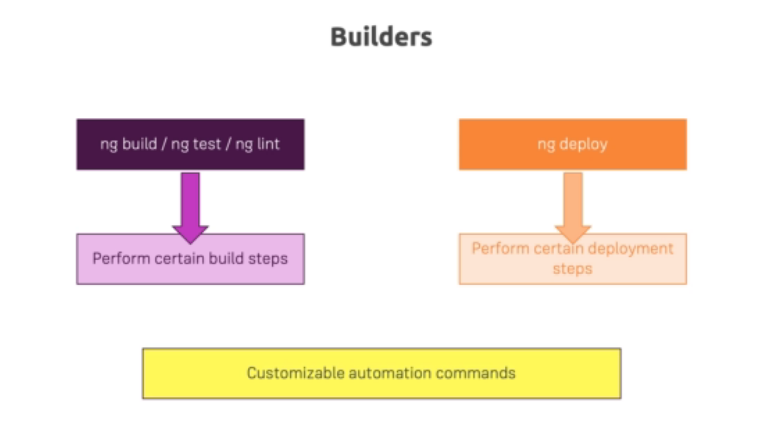 Builders
ng build / ng test / ng lint
ng deploy
Perform certain build steps
Perform certain deployment
steps
Customizable automation commands